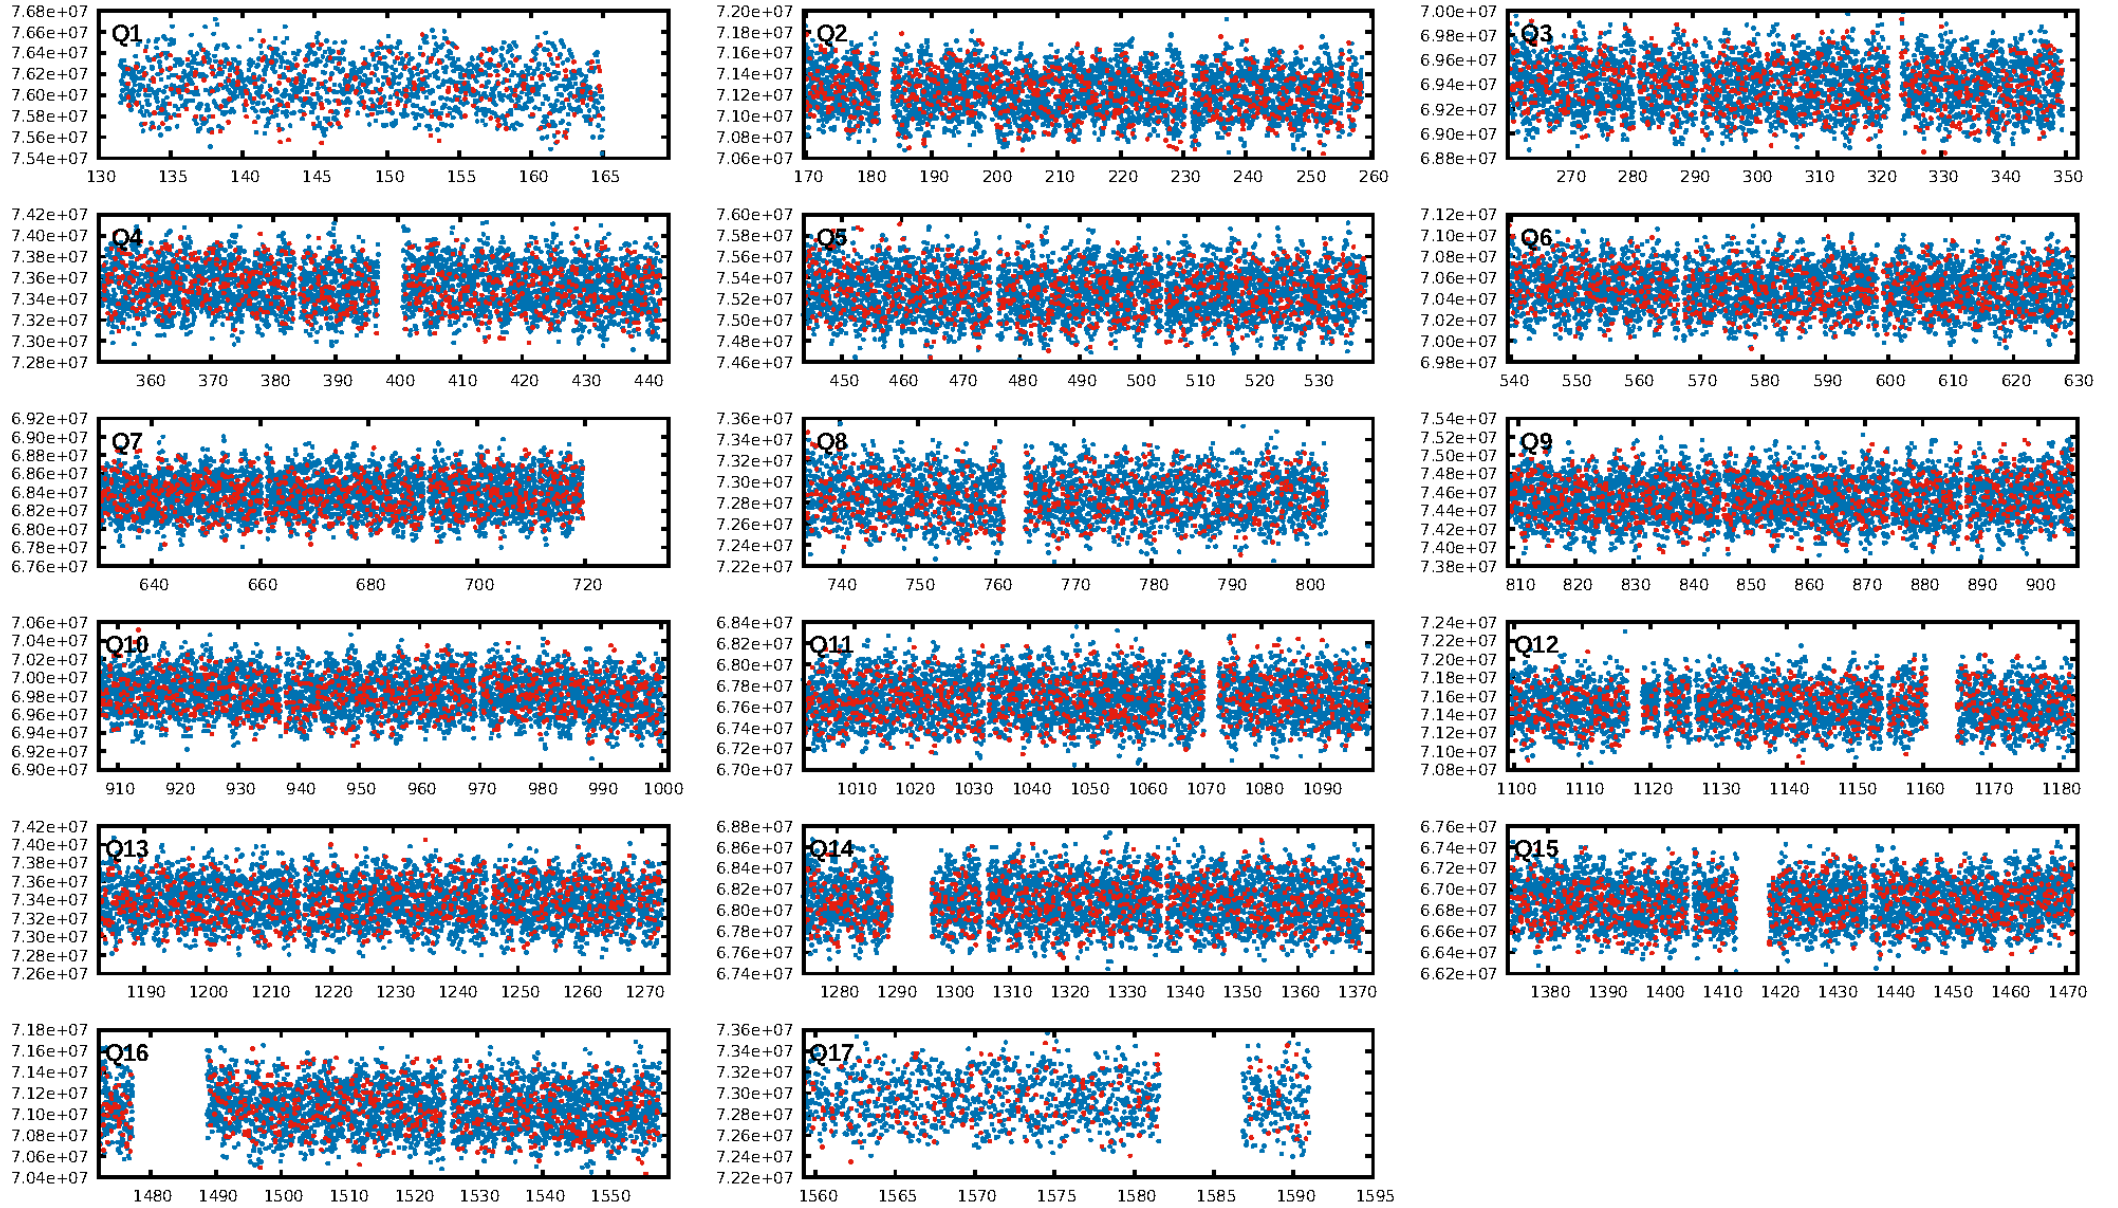 7.68e+07
7.66e+07
7.64e+07
7.62e+07
7.60e+07
7.58e+07
7.56e+07
7.54e+07
Q1
130 135 140 145 150 155 160 165
7.20e+07
7.18e+07
7.16e+07
7.14e+07
7.12e+07
7.10e+07
7.08e+07
7.06e+07
Q2
170 180 190 200 210 220 230 240 250 260
7.00e+07
6.98e+07
6.96e+07
6.94e+07
6.92e+07
6.90e+07
6.88e+07
Q3
270 280 290 300 310 320 330 340 350
7.42e+07
7.40e+07
7.38e+07
7.36e+07
7.34e+07
7.32e+07
7.30e+07
7.28e+07
Q4
360 370 380 390 400 410 420 430 440
7.60e+07
7.58e+07
7.56e+07
7.54e+07
7.52e+07
7.50e+07
7.48e+07
7.46e+07
Q5
450 460 470 480 490 500 510 520 530
7.12e+07
7.10e+07
7.08e+07
7.06e+07
7.04e+07
7.02e+07
7.00e+07
6.98e+07
Q6
540 550 560 570 580 590 600 610 620 630
6.92e+07
6.90e+07
6.88e+07
6.86e+07
6.84e+07
6.82e+07
6.80e+07
6.78e+07
6.76e+07
Q7
640 660 680 700 720
7.36e+07
7.34e+07
7.32e+07
7.30e+07
7.28e+07
7.26e+07
7.24e+07
7.22e+07
Q8
740 750 760 770 780 790 800
7.54e+07
7.52e+07
7.50e+07
7.48e+07
7.46e+07
7.44e+07
7.42e+07
7.40e+07
7.38e+07
Q9
810 820 830 840 850 860 870 880 890 900
7.06e+07
7.04e+07
7.02e+07
7.00e+07
6.98e+07
6.96e+07
6.94e+07
6.92e+07
6.90e+07
Q10
910 920 930 940 950 960 970 980 990 1000
6.84e+07
6.82e+07
6.80e+07
6.78e+07
6.76e+07
6.74e+07
6.72e+07
6.70e+07
Q11
1010 1020 1030 1040 1050 1060 1070 1080 1090
7.24e+07
7.22e+07
7.20e+07
7.18e+07
7.16e+07
7.14e+07
7.12e+07
7.10e+07
7.08e+07
Q12
1100 1110 1120 1130 1140 1150 1160 1170 1180
7.42e+07
7.40e+07
7.38e+07
7.36e+07
7.34e+07
7.32e+07
7.30e+07
7.28e+07
7.26e+07
Q13
1190 1200 1210 1220 1230 1240 1250 1260 1270
6.88e+07
6.86e+07
6.84e+07
6.82e+07
6.80e+07
6.78e+07
6.76e+07
6.74e+07
Q14
1280 1290 1300 1310 1320 1330 1340 1350 1360 1370
6.76e+07
6.74e+07
6.72e+07
6.70e+07
6.68e+07
6.66e+07
6.64e+07
6.62e+07
Q15
1380 1390 1400 1410 1420 1430 1440 1450 1460 1470
7.18e+07
7.16e+07
7.14e+07
7.12e+07
7.10e+07
7.08e+07
7.06e+07
7.04e+07
Q16
1480 1490 1500 1510 1520 1530 1540 1550
7.36e+07
7.34e+07
7.32e+07
7.30e+07
7.28e+07
7.26e+07
7.24e+07
7.22e+07
Q17
1560 1565 1570 1575 1580 1585 1590 1595